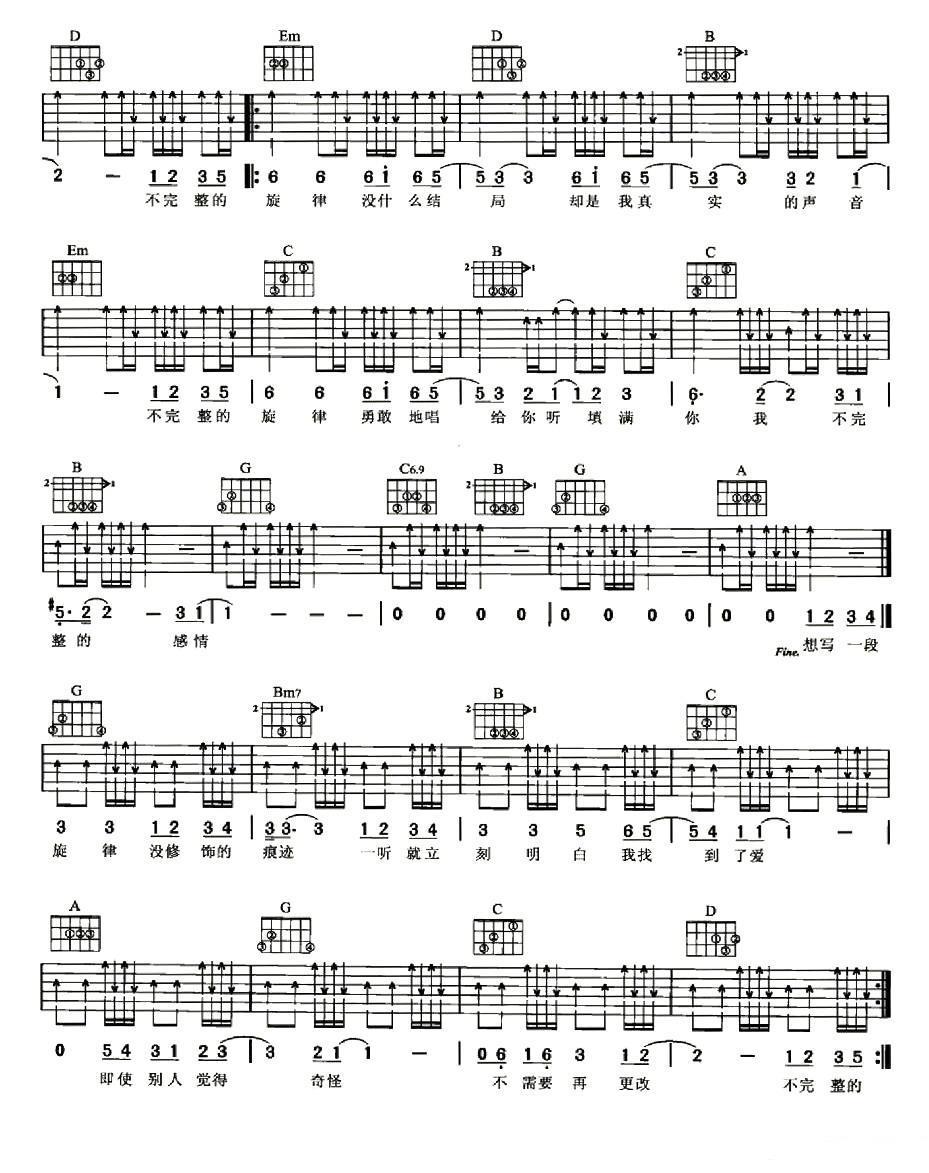 D Em D B
2 — 1 2 3 5 6 6 6 i 6 5 5 3 3 6 i 6 5 5 3 3 3 2 1
不完 整的 旋 律 没什 么结 局 却是 我真 实 的声 音
Em C B C
1 — 1 2 3 5 6 6 6 i 6 5 5 3 2 1 1 2 3 6· 2 2 3 1
不完 整的 旋 律 勇敢 地唱 给 你 听 填 满 你 我 不完
B G C6.9 B G A
#5· 2 2 — 3 1 1 — — — 0 0 0 0 0 0 0 0 0 0 1 2 3 4
整 的 感 情 Fine. 想写 一段
G Bm7 B C
3 3 1 2 3 4 3 3· 3 1 2 3 4 3 3 3 6 5 5 4 1 1 1 —
旋 律 没修 饰的 痕迹 一听 就立 刻 明 白 我找 到 了爱
A G C D
0 5 4 3 1 2 3 3 2 1 1 — 0 6 1 6 3 1 2 2 — 1 2 3 5
即使 别人 觉得 奇怪 不 需要 再 更改 不完 整的